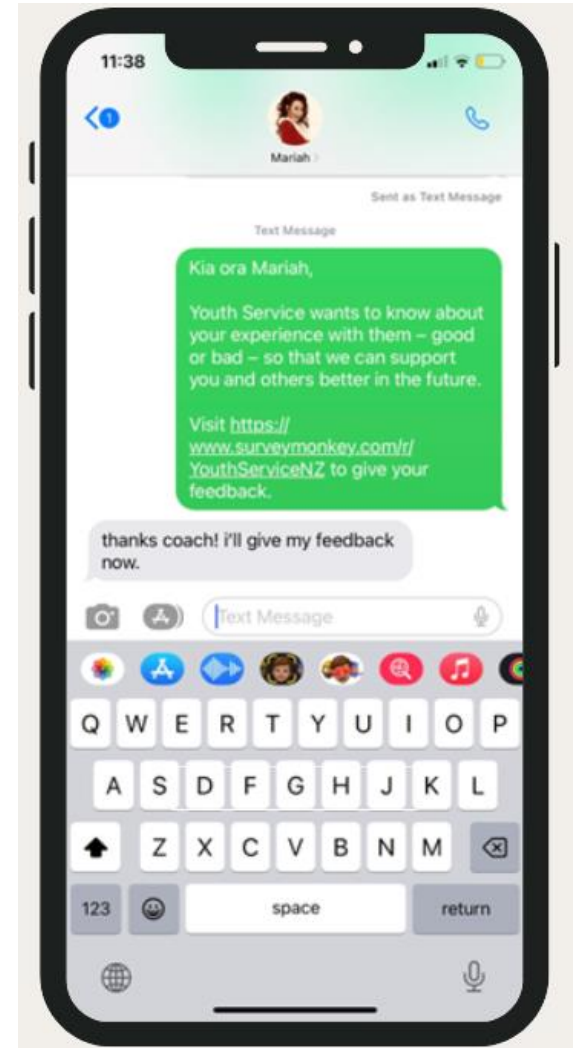 11:38
1
Mariah
Sent as Text Message
Text Message
Kia ora Mariah,
Youth Service wants to know about
your experience with them – good
or bad – so that we can support
you and others better in the future.
Visit https://
www.surveymonkey.com/r/
YouthServiceNZ to give your
feedback.
thanks coach! i'll give my feedback
now.
Text Message
Q W E R T Y U I O P
A S D F G H J K L
Z X C V B N M
123 space return